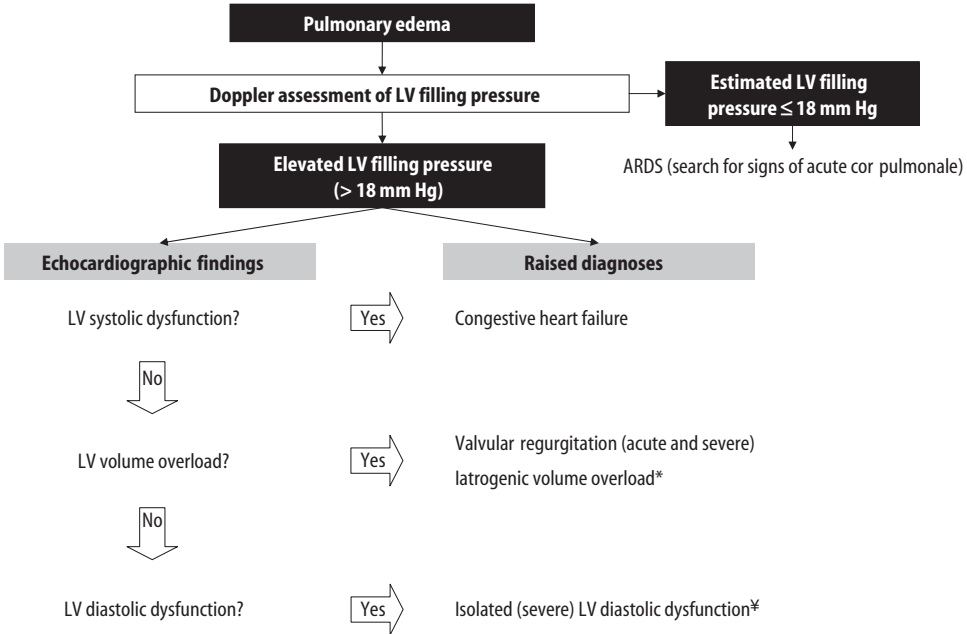 Pulmonary edema
Doppler assessment of LV filling pressure
Estimated LV filling
pressure ≤ 18 mm Hg
ARDS (search for signs of acute cor pulmonale)
Elevated LV filling pressure
(> 18 mm Hg)
Echocardiographic findings
Raised diagnoses
LV systolic dysfunction?
Yes
Congestive heart failure
No
LV volume overload?
Yes
Valvular regurgitation (acute and severe)
Iatrogenic volume overload*
No
LV diastolic dysfunction?
Yes
Isolated (severe) LV diastolic dysfunction¥